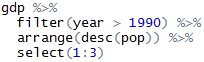 gdp %>%
  filter(year > 1990) %>%
  arrange(desc(pop)) %>%
  select(1:3)